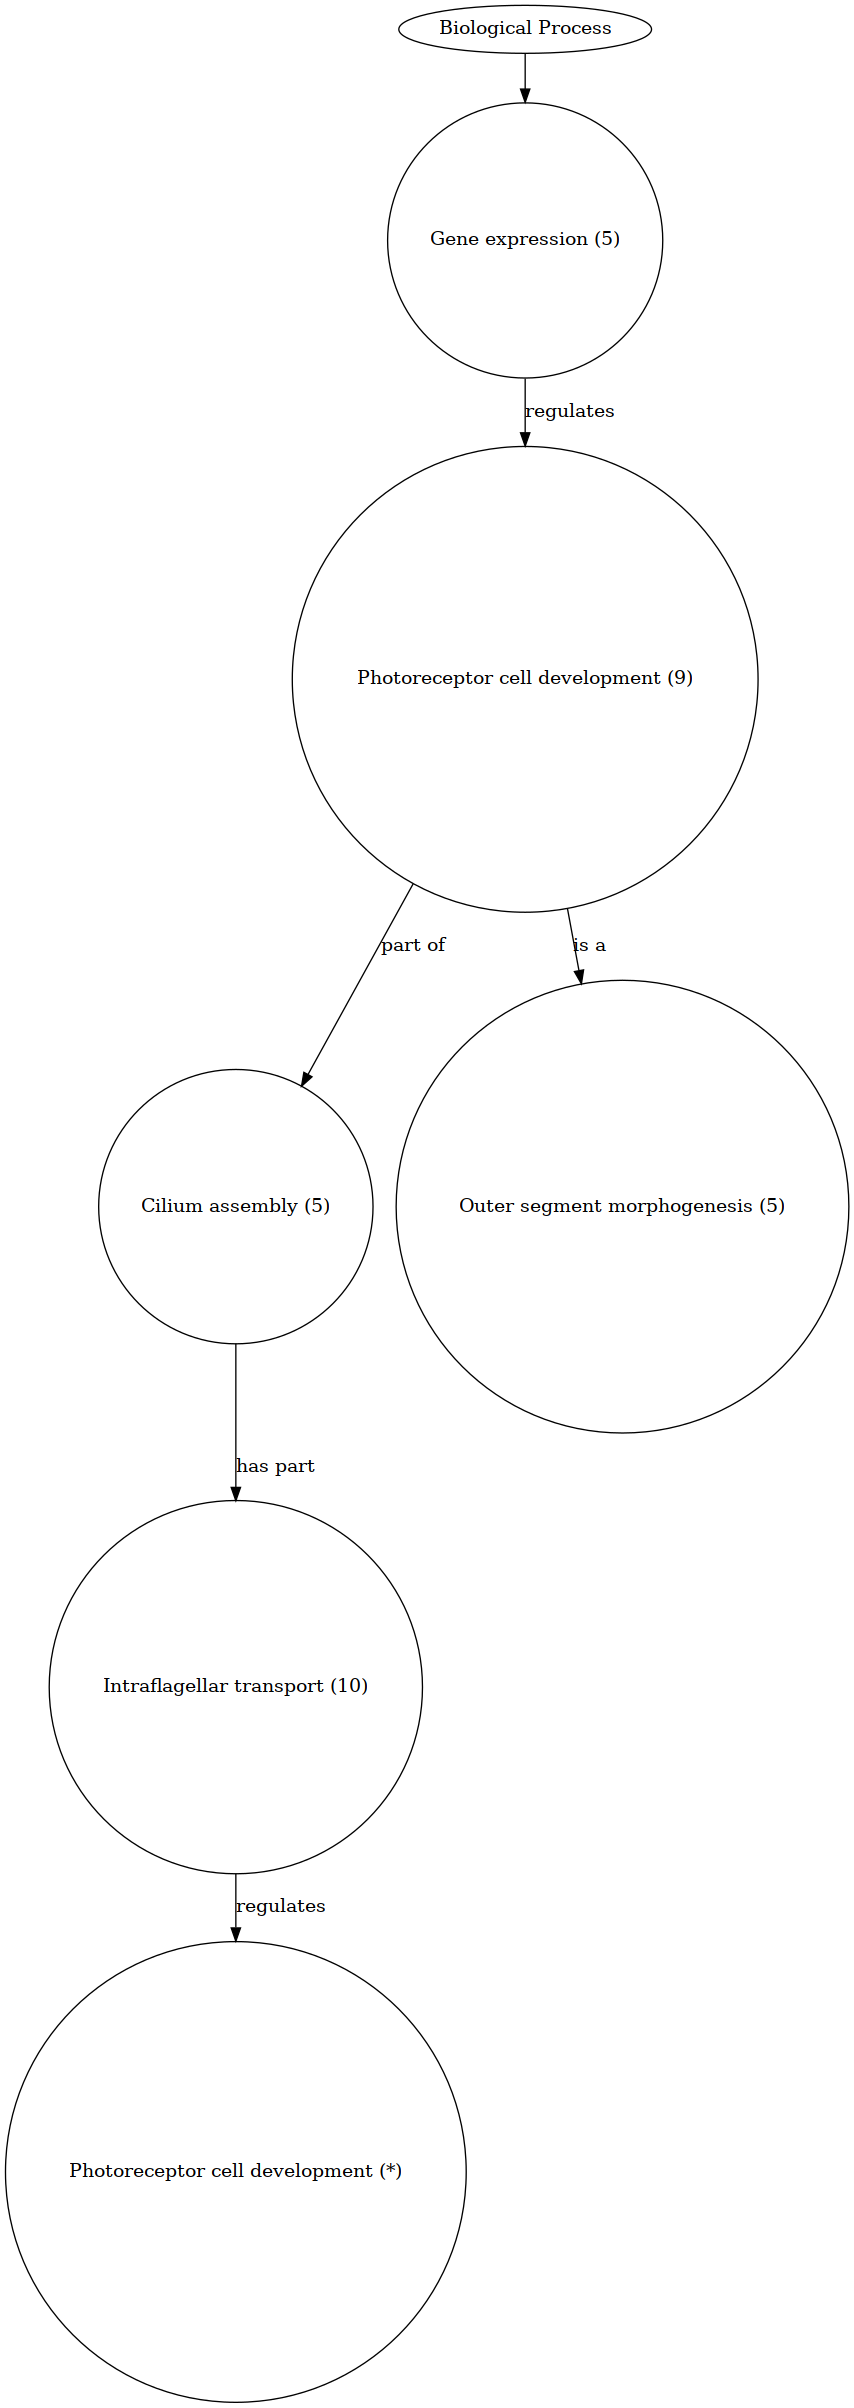 Biological Process
Gene expression (5)
regulates
Photoreceptor cell development (9)
part of
is a
Cilium assembly (5)
Outer segment morphogenesis (5)
has part
Intraflagellar transport (10)
regulates
Photoreceptor cell development (*)